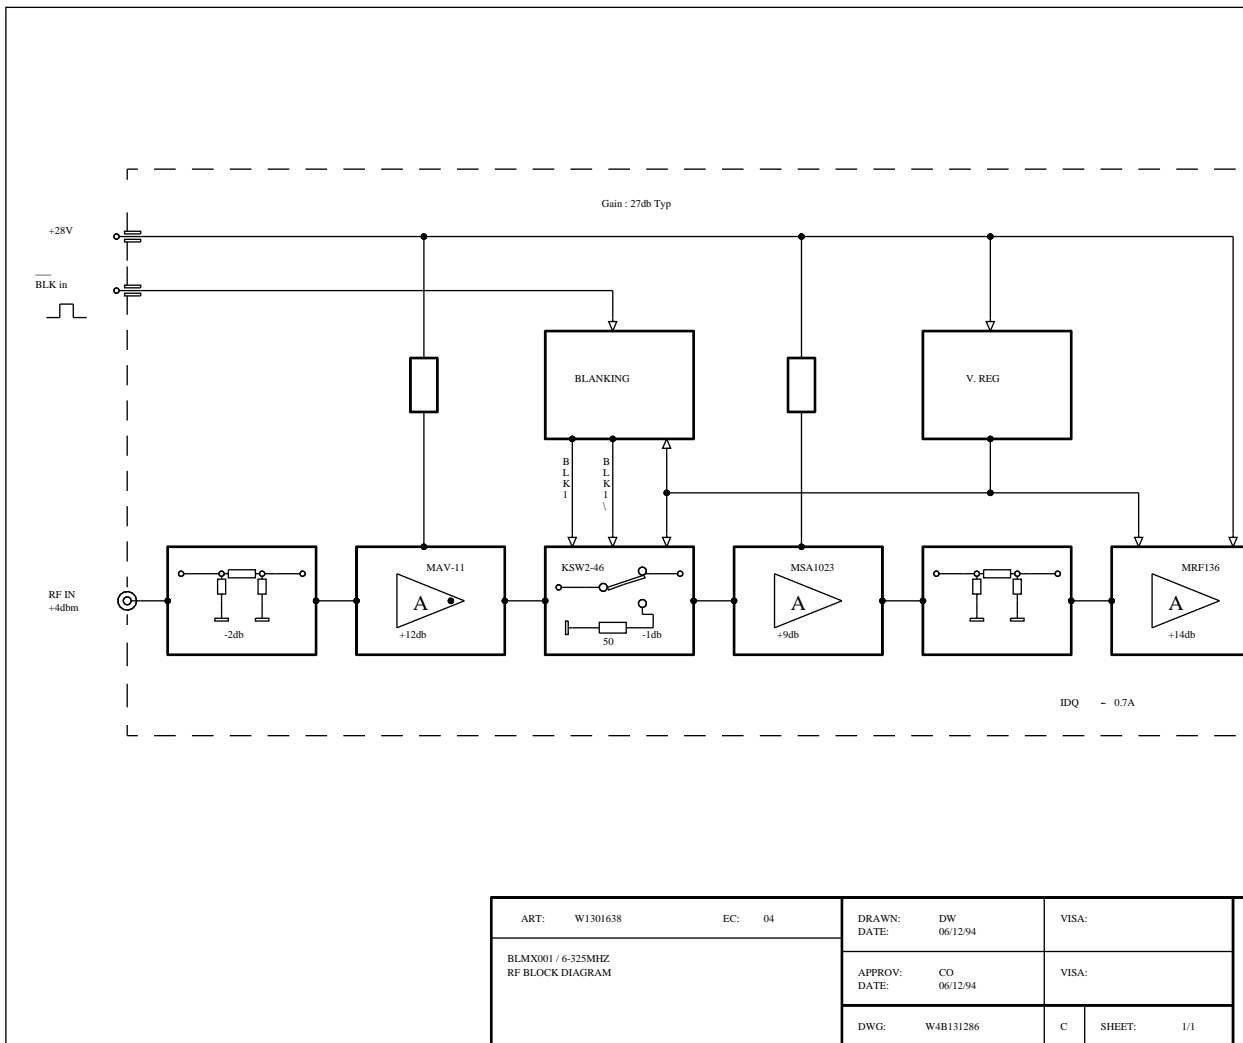 Gain : 27db Typ
+28V
BLK in
BLANKING
V. REG
BLK1
BLK1\
MAV-11
KSW2-46
MSA1023
MRF136
RF IN
+4dbm
A
A
A
-2db
+12db
50
-1db
+9db
+14db
IDQ ~ 0.7A
ART: W1301638 EC: 04
DRAWN: DW
DATE: 06/12/94
VISA:
BLMX001 / 6-325MHZ
RF BLOCK DIAGRAM
APPROV: CO
DATE: 06/12/94
VISA:
DWG: W4B131286
C
SHEET: 1/1